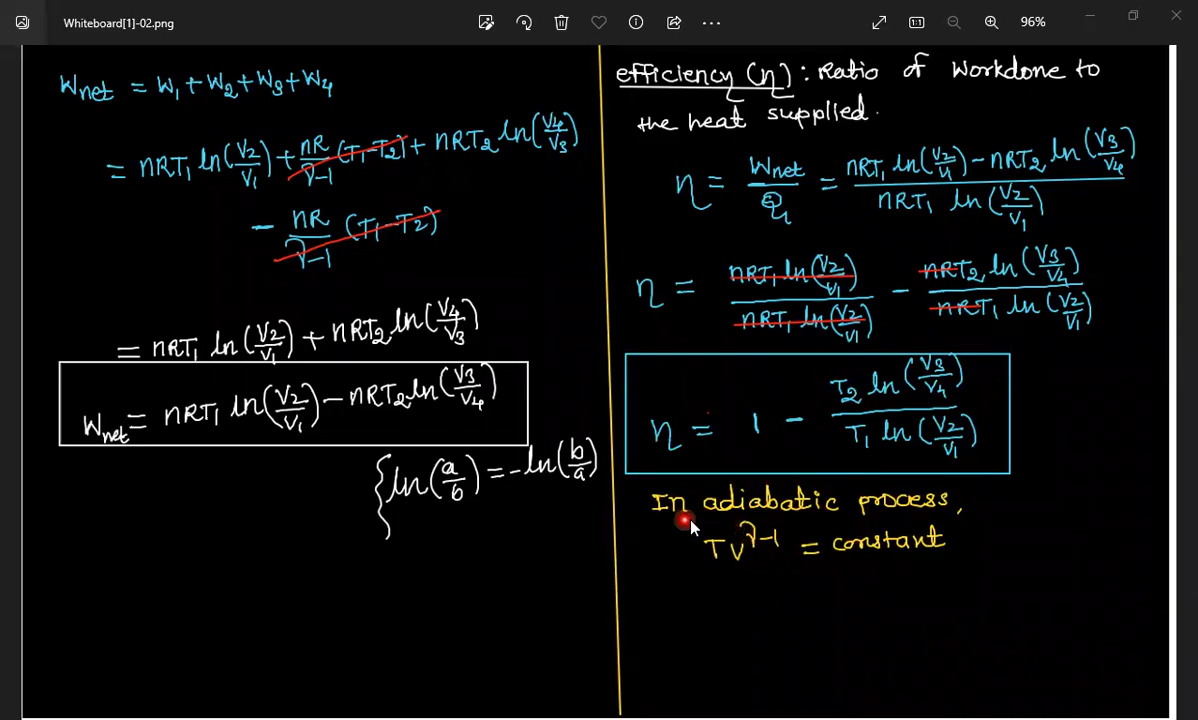 Whiteboard[1]-02.png
96%
Wnet = W1 + W2 + W3 + W4
= nRT1 ln(V2/V1) + nR/γ-1 (T1-T2) + nRT2 ln(V4/V3)
- nR/γ-1 (T1-T2)
= nRT1 ln(V2/V1) + nRT2 ln(V4/V3)
Wnet = nRT1 ln(V2/V1) - nRT2 ln(V3/V4)
{ln(a/b) = -ln(b/a)
efficiency (η) : Ratio of Workdone to
the heat supplied.
η = Wnet/Q1 = nRT1 ln(V2/V1) - nRT2 ln(V3/V4) / nRT1 ln(V2/V1)
η = nRT1 ln(V2/V1) / nRT1 ln(V2/V1) - nRT2 ln(V3/V4) / nRT1 ln(V2/V1)
η = 1 - T2 ln(V3/V4) / T1 ln(V2/V1)
In adiabatic process,
TV^γ-1 = constant